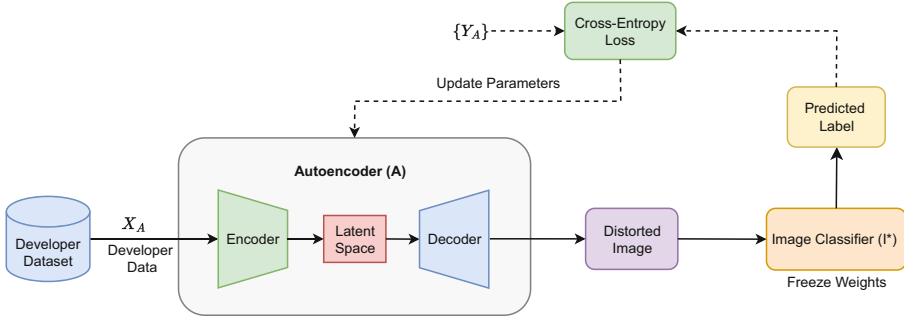 {Y_A}
Cross-Entropy
Loss
Update Parameters
Predicted
Label
Autoencoder (A)
Developer
Dataset
X_A
Developer
Data
Encoder
Latent
Space
Decoder
Distorted
Image
Image Classifier (I*)
Freeze Weights